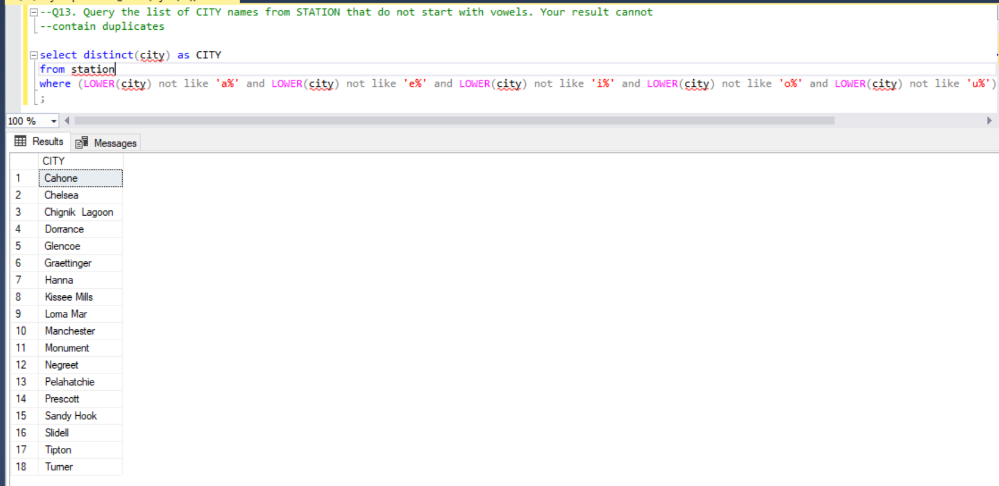 --Q13. Query the list of CITY names from STATION that do not start with vowels. Your result cannot
--contain duplicates
select distinct(city) as CITY
from station
where (LOWER(city) not like 'a%' and LOWER(city) not like 'e%' and LOWER(city) not like 'i%' and LOWER(city) not like 'o%' and LOWER(city) not like 'u%')
;
100 %
Results Messages
CITY
1 Cahone
2 Chelsea
3 Chignik Lagoon
4 Dorrance
5 Glencoe
6 Graettinger
7 Hanna
8 Kissee Mills
9 Loma Mar
10 Manchester
11 Monument
12 Negreet
13 Pelahatchie
14 Prescott
15 Sandy Hook
16 Slidell
17 Tipton
18 Turner